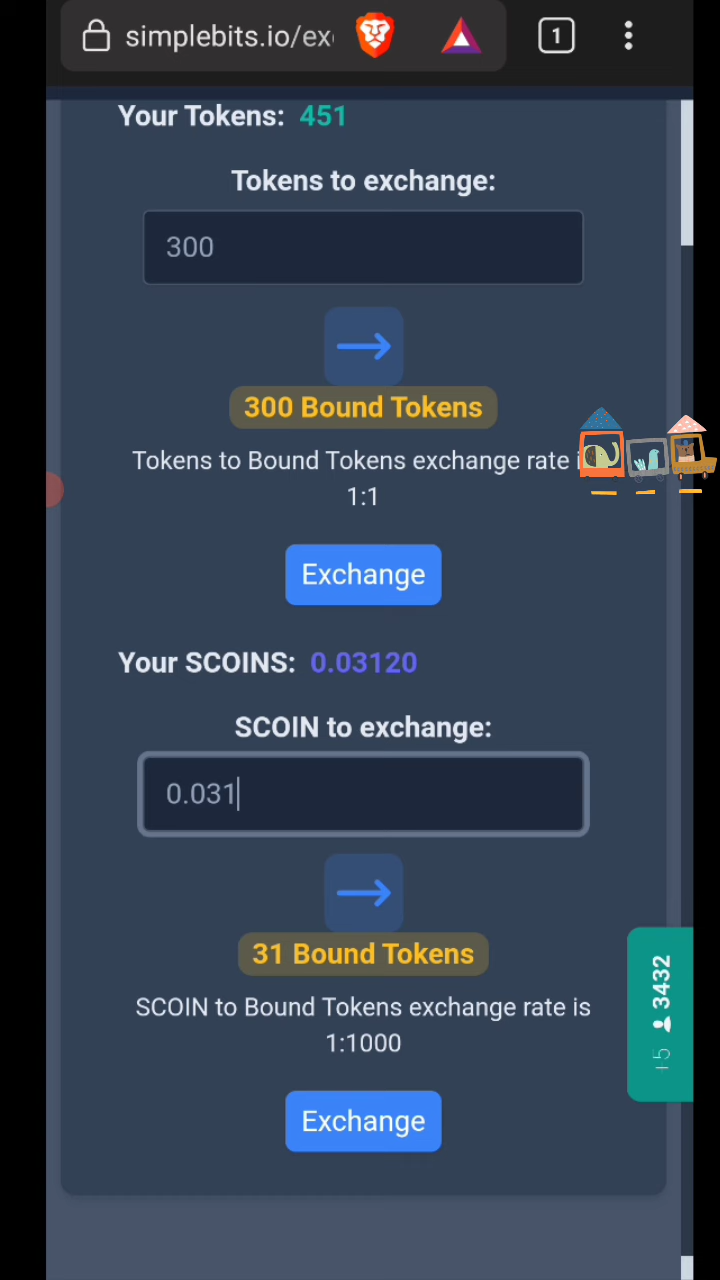 simplebits.io/ex
1
Your Tokens: 451
Tokens to exchange:
300
300 Bound Tokens
Tokens to Bound Tokens exchange rate
1:1
Exchange
Your SCOINS: 0.03120
SCOIN to exchange:
0.031
31 Bound Tokens
SCOIN to Bound Tokens exchange rate is
1:1000
Exchange
3432